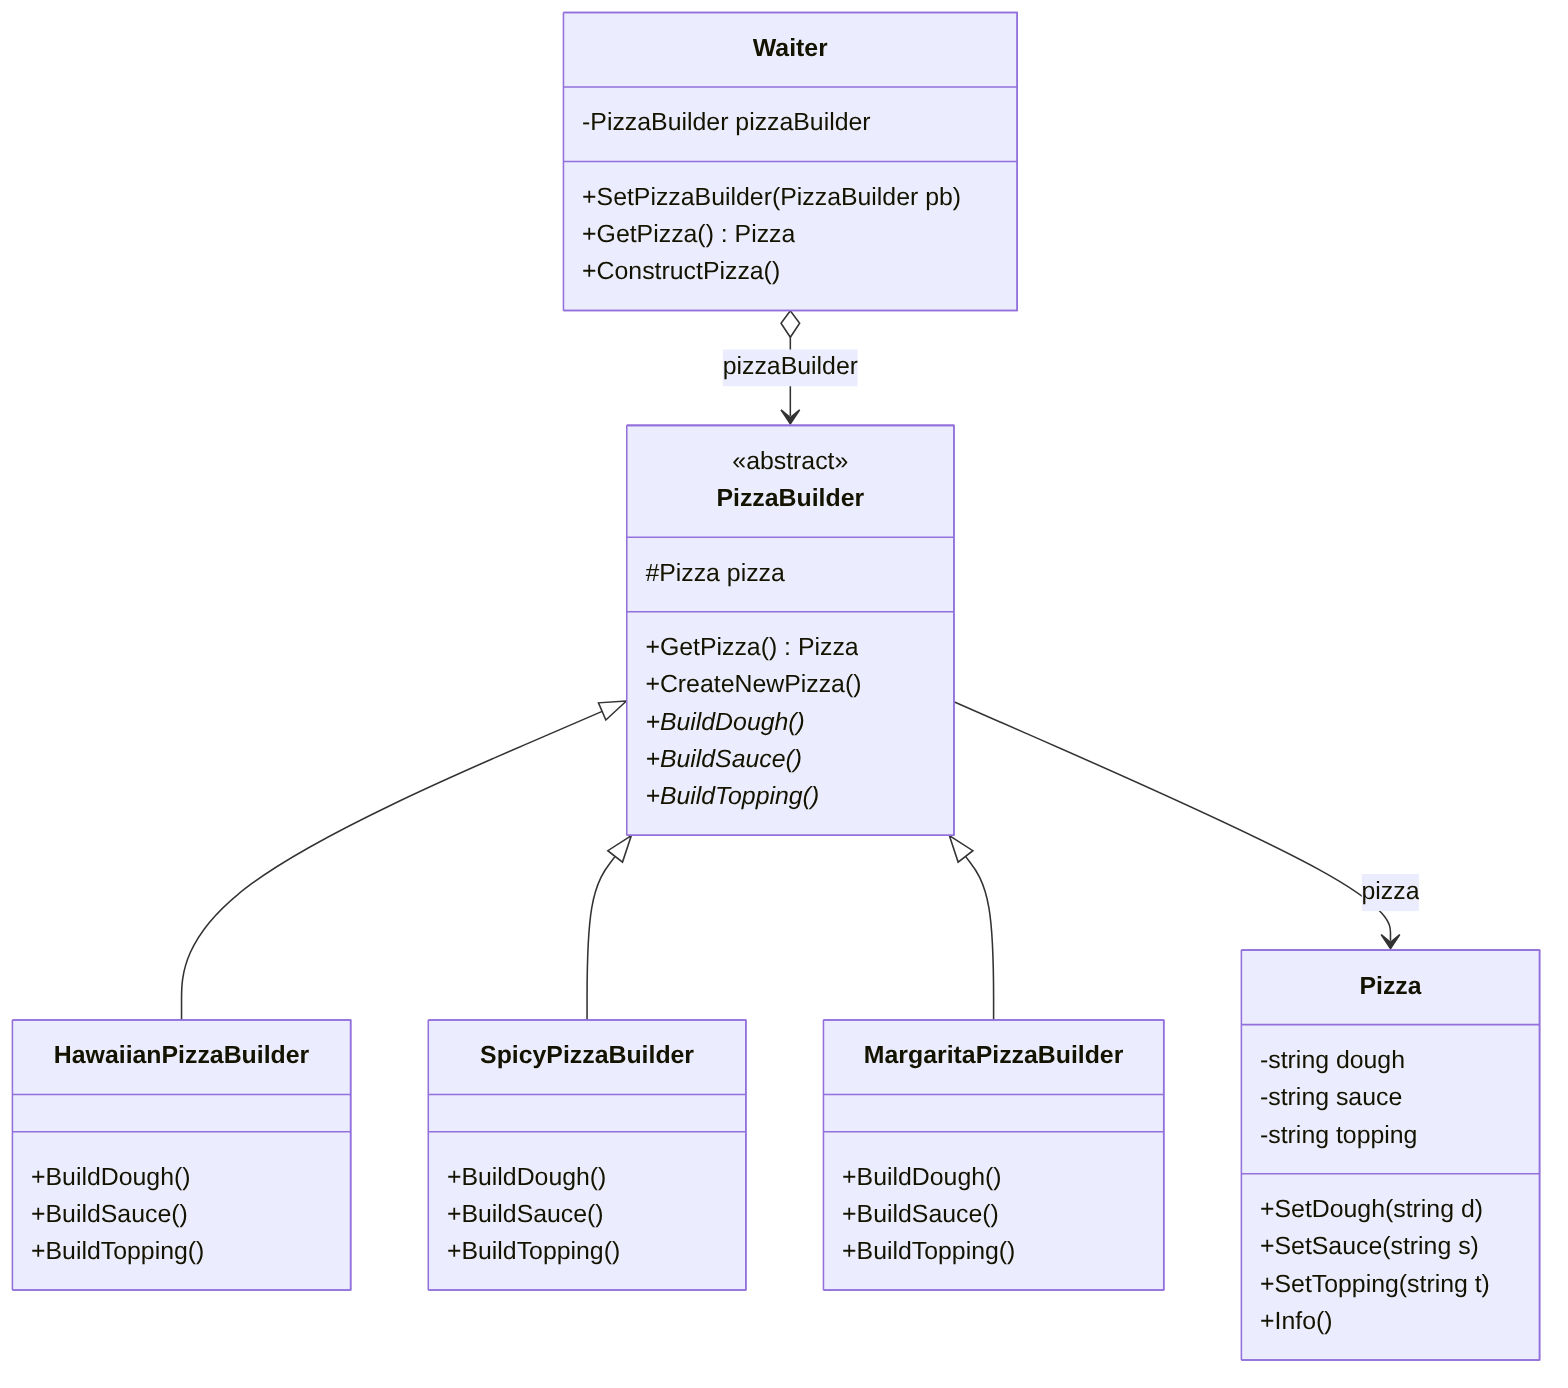 Waiter
-PizzaBuilder pizzaBuilder
+SetPizzaBuilder(PizzaBuilder pb)
+GetPizza() : Pizza
+ConstructPizza()
pizzaBuilder
«abstract»
PizzaBuilder
#Pizza pizza
+GetPizza() : Pizza
+CreateNewPizza()
+BuildDough()
+BuildSauce()
+BuildTopping()
pizza
HawaiianPizzaBuilder
+BuildDough()
+BuildSauce()
+BuildTopping()
SpicyPizzaBuilder
+BuildDough()
+BuildSauce()
+BuildTopping()
MargaritaPizzaBuilder
+BuildDough()
+BuildSauce()
+BuildTopping()
Pizza
-string dough
-string sauce
-string topping
+SetDough(string d)
+SetSauce(string s)
+SetTopping(string t)
+Info()